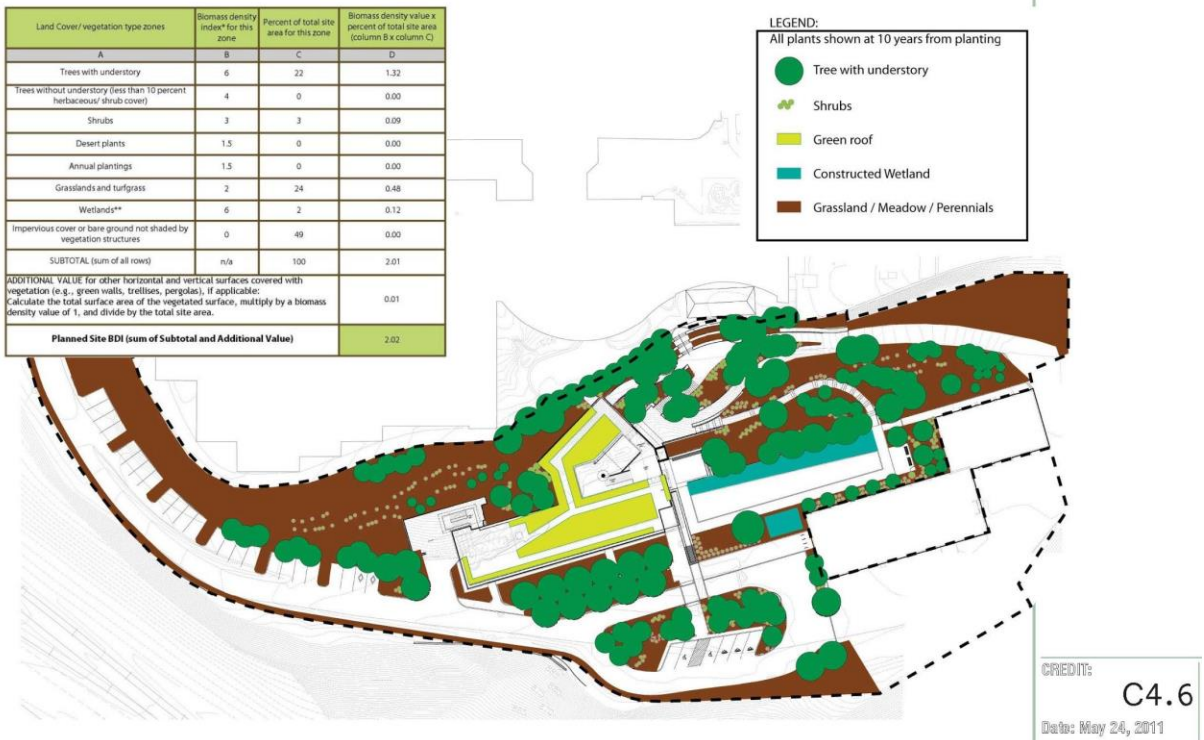 Land Cover/ vegetation type zones
Biomass density
index* for this
zone
Percent of total site
area for this zone
Biomass density value x
percent of total site area
(column B x column C)
A B C D
Trees with understory 6 22 1.32
Trees without understory (less than 10 percent
herbaceous/ shrub cover) 4 0 0.00
Shrubs 3 3 0.09
Desert plants 1.5 0 0.00
Annual plantings 1.5 0 0.00
Grasslands and turfgrass 2 24 0.48
Wetlands** 6 2 0.12
Impervious cover or bare ground not shaded by
vegetation structures 0 49 0.00
SUBTOTAL (sum of all rows) n/a 100 2.01
ADDITIONAL VALUE for other horizontal and vertical surfaces covered with
vegetation (e.g., green walls, trellises, pergolas), if applicable:
Calculate the total surface area of the vegetated surface, multiply by a biomass
density value of 1, and divide by the total site area. 0.01
Planned Site BDI (sum of Subtotal and Additional Value) 2.02
LEGEND:
All plants shown at 10 years from planting
Tree with understory
Shrubs
Green roof
Constructed Wetland
Grassland / Meadow / Perennials
CREDIT:
C4.6
Date: May 24, 2011